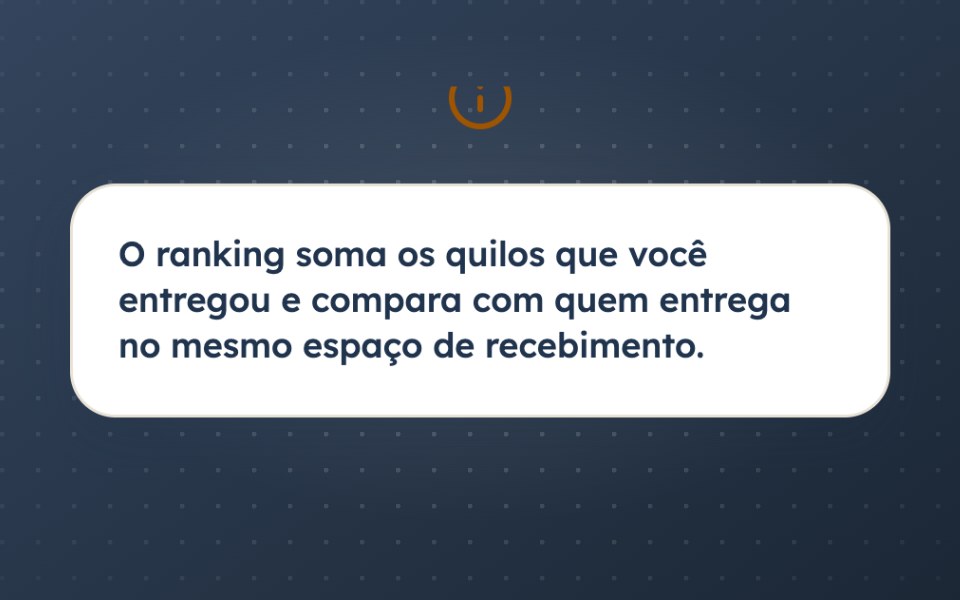 O ranking soma os quilos que você
entregou e compara com quem entrega
no mesmo espaço de recebimento.